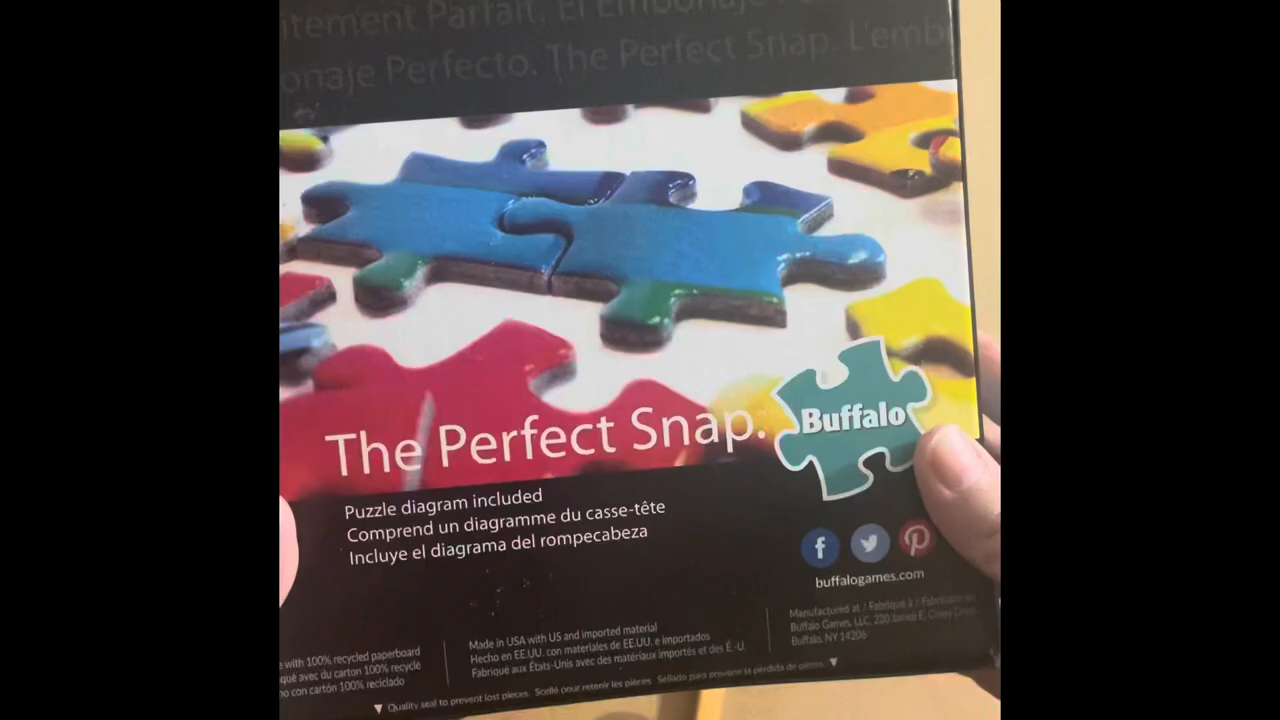 itement Parfait. El Embonaje
onaje Perfecto. The Perfect Snap. L'emb
The Perfect Snap.
Buffalo
Puzzle diagram included
Comprend un diagramme du casse-tête
Incluye el diagrama del rompecabeza
buffalogames.com
with 100% recycled paperboard
qué avec du carton 100% recyclé
con cartón 100% reciclado
Made in USA with US and imported material
Hecho en EE.UU. con materiales de EE.UU. e importados
Fabriqué aux États-Unis avec des matériaux importés et des É.-U.
Manufactured at / Fabriqué à / Fabricado en
Buffalo Games, LLC, 220 James E. Casey Drive
Buffalo, NY 14206
▼ Quality seal to prevent lost pieces. Scellé pour retenir les pièces. Sellado para prevenir la pérdida de piezas. ▼